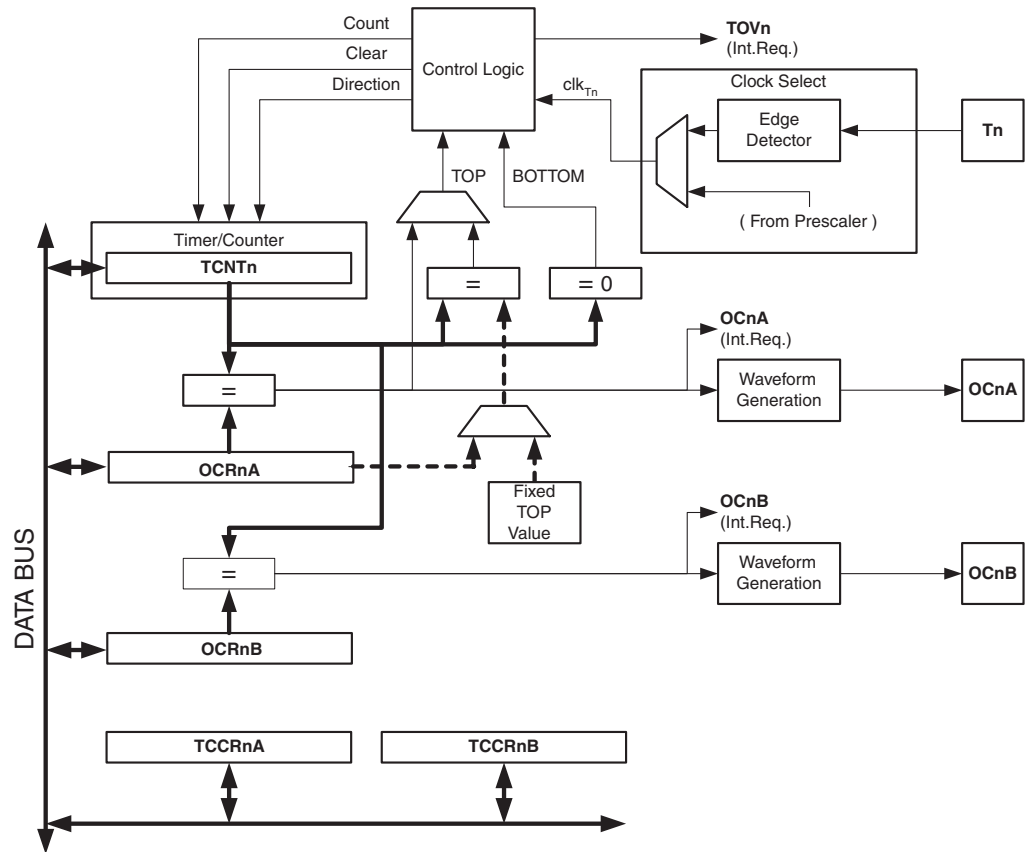 Count
Clear
Direction
Control Logic
TOVn
(Int.Req.)
clkTn
Clock Select
Edge
Detector
Tn
( From Prescaler )
TOP
BOTTOM
Timer/Counter
TCNTn
=
= 0
OCnA
(Int.Req.)
=
Waveform
Generation
OCnA
OCRnA
Fixed
TOP
Value
OCnB
(Int.Req.)
=
Waveform
Generation
OCnB
OCRnB
DATA BUS
TCCRnA
TCCRnB